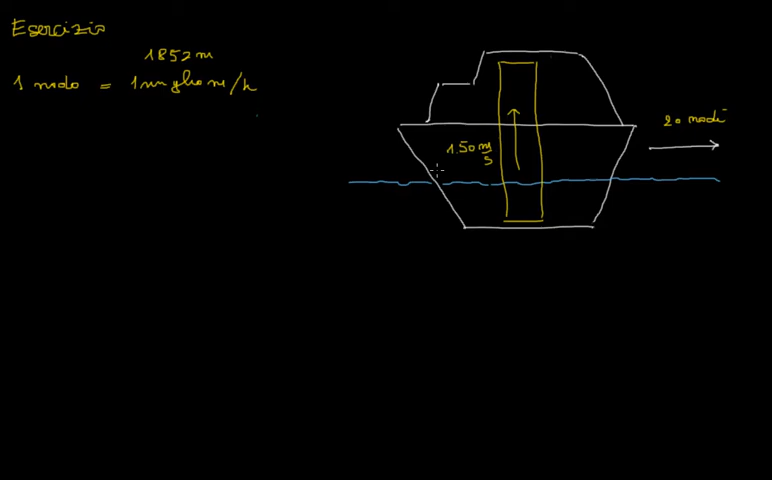 Esercizio
1852 m
1 nodo = 1 miglio m/h
20 nodi
1.50 m/s